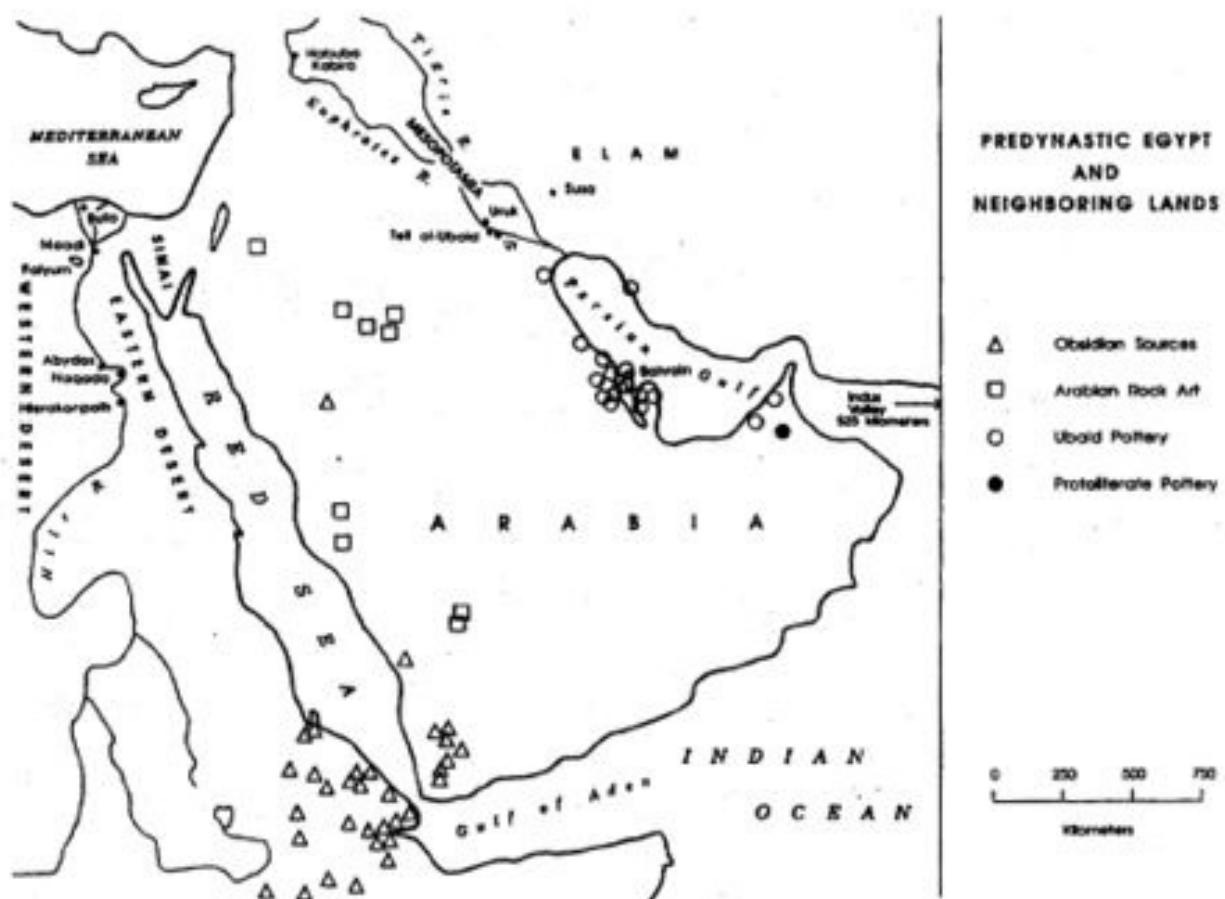 PREDYNASTIC EGYPT
AND
NEIGHBORING LANDS
Obsidian Sources
Arabian Rock Art
Ubaid Pottery
Protoliterate Pottery
0 250 500 750
Kilometers
MEDITERRANEAN
SEA
Habuba
Kabira
Tigris R.
Euphrates R.
MESOPOTAMIA
ELAM
Susa
Uruk
Tell al-Ubaid
Buto
Maadi
Faiyum
SINAI
WESTERN DESERT
EASTERN DESERT
Abydos
Naqada
Hierakonpolis
Nile R.
RED SEA
Persian Gulf
Bahrain
Indus
Valley
525 kilometers
ARABIA
Gulf of Aden
INDIAN
OCEAN